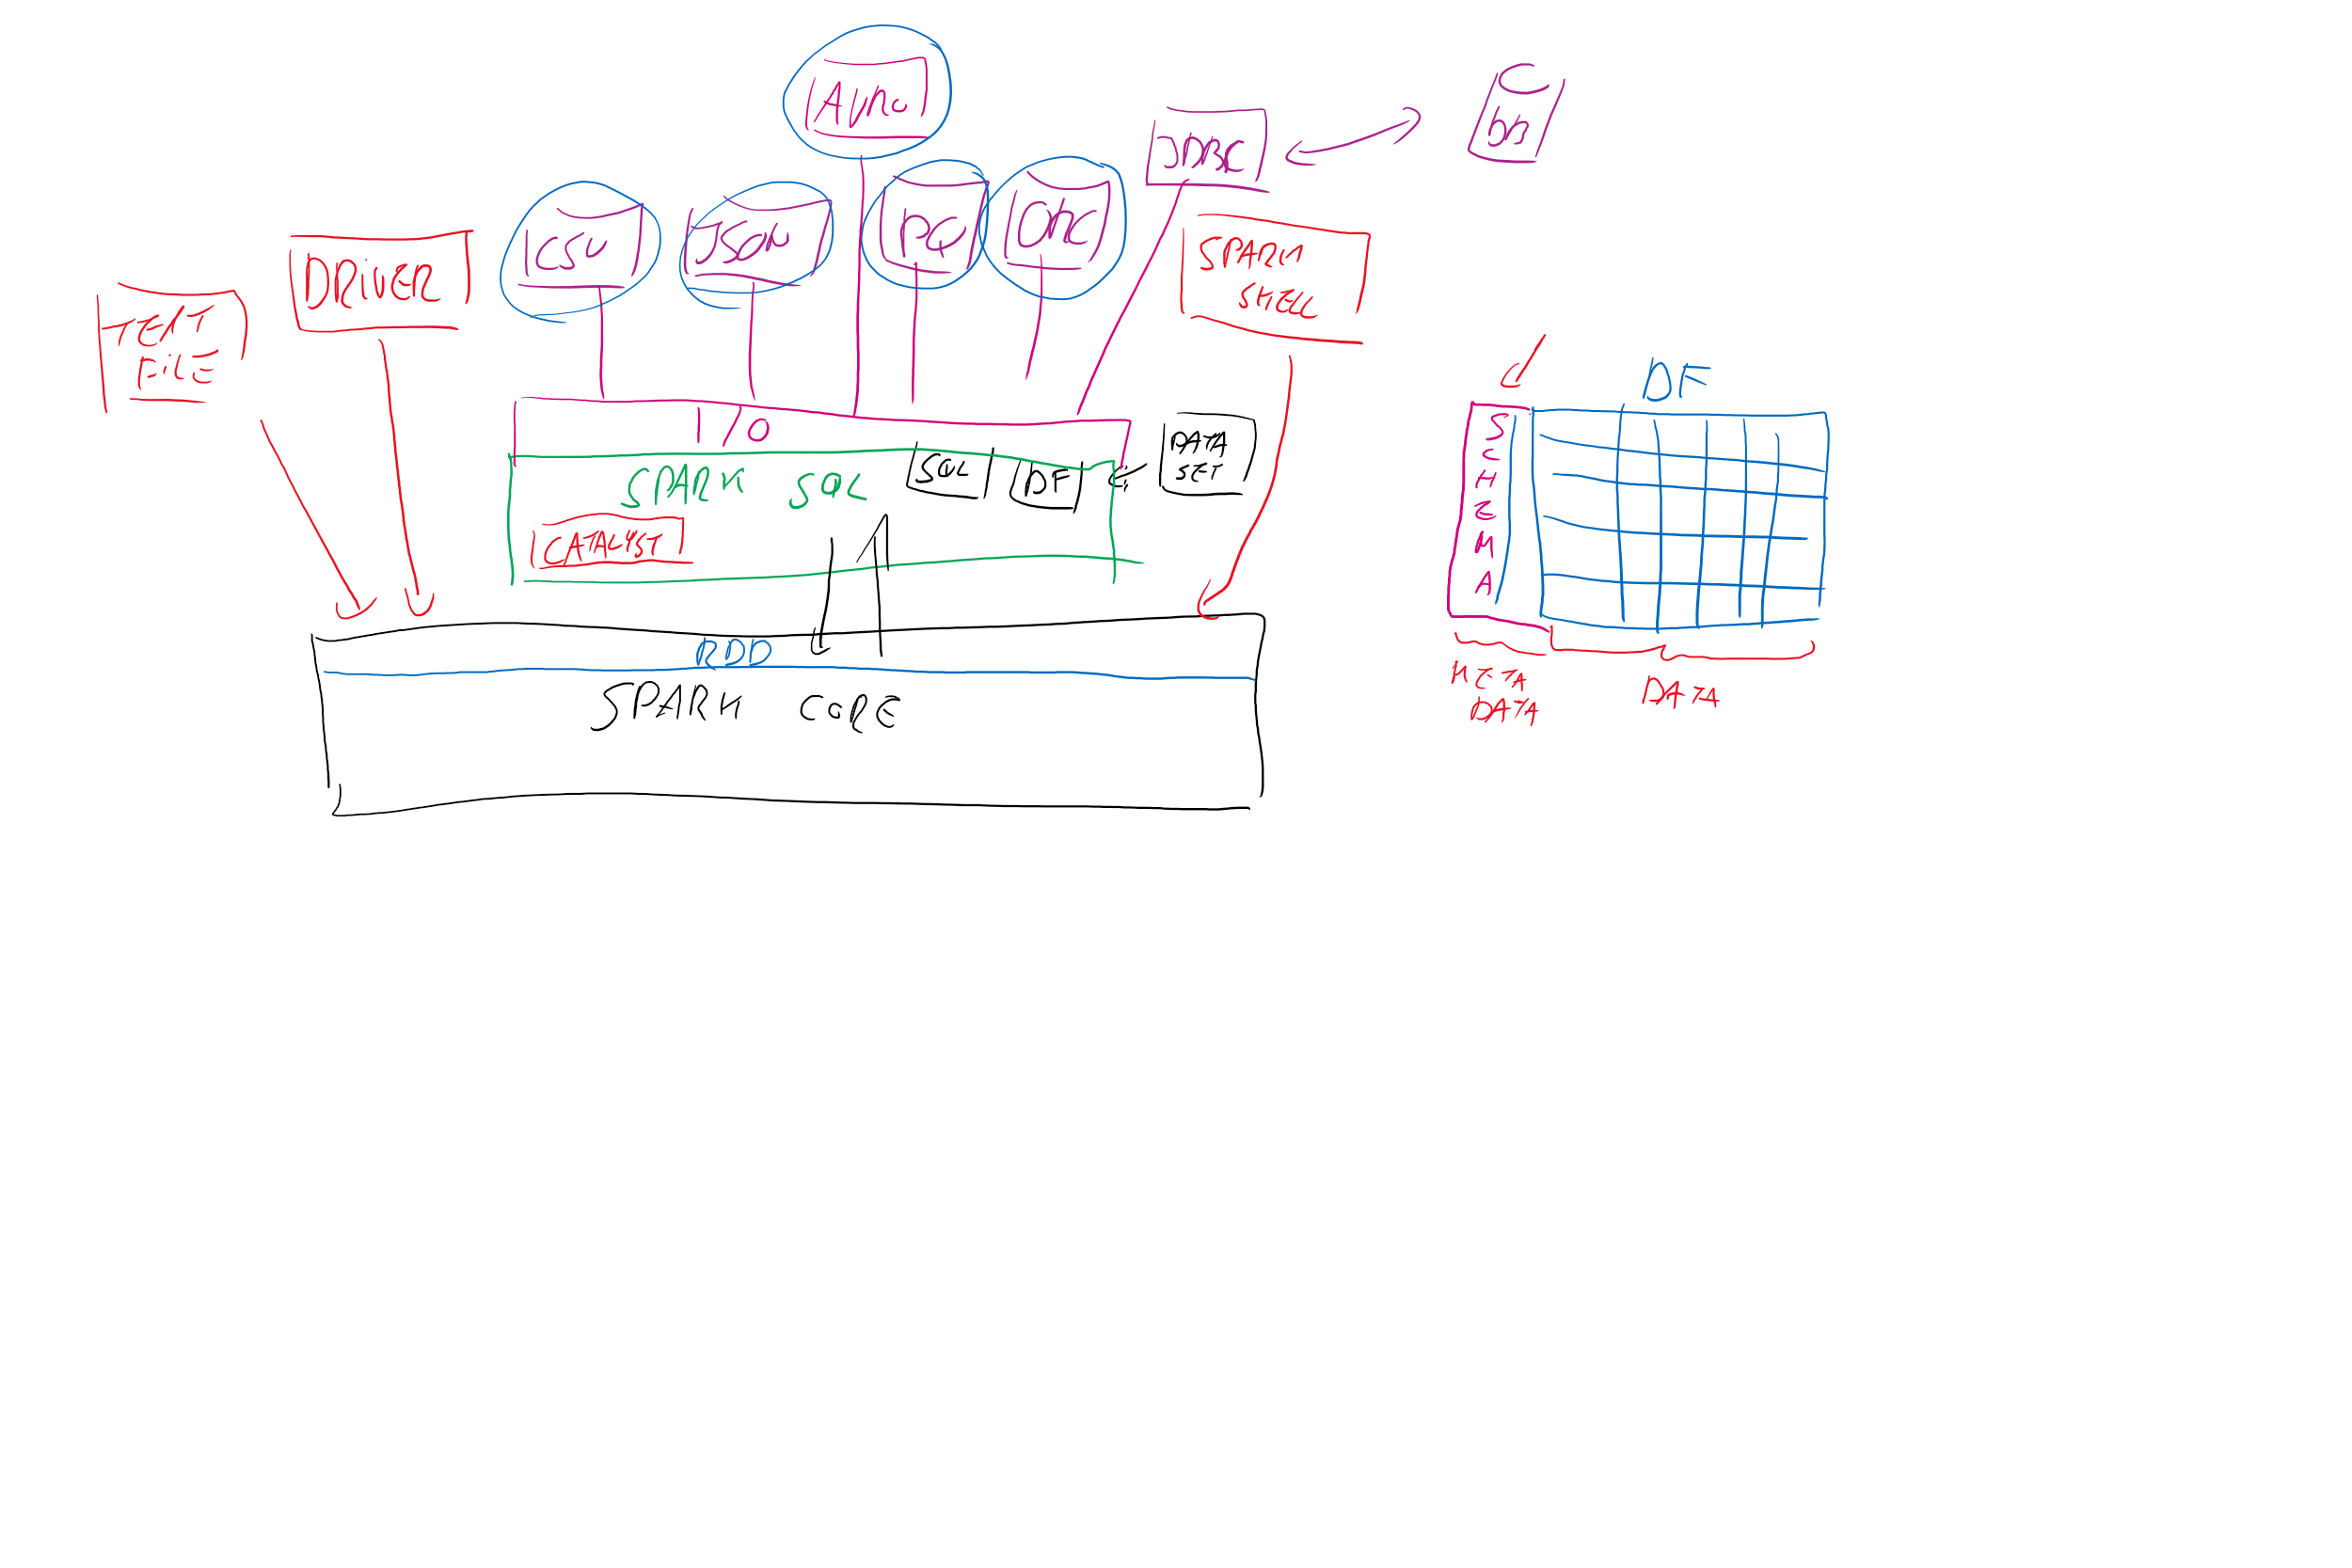 AVRO
JDBC
DB
CSV
JSON
PQ
ORC
DRIVER
SPARK
SHELL
TEXT
FILE
I/O
DATA
SET
SPARK SQL
SQL
DF
CATALYST
RDD
SPARK CORE
DF
SCHEMA
META
DATA
DATA